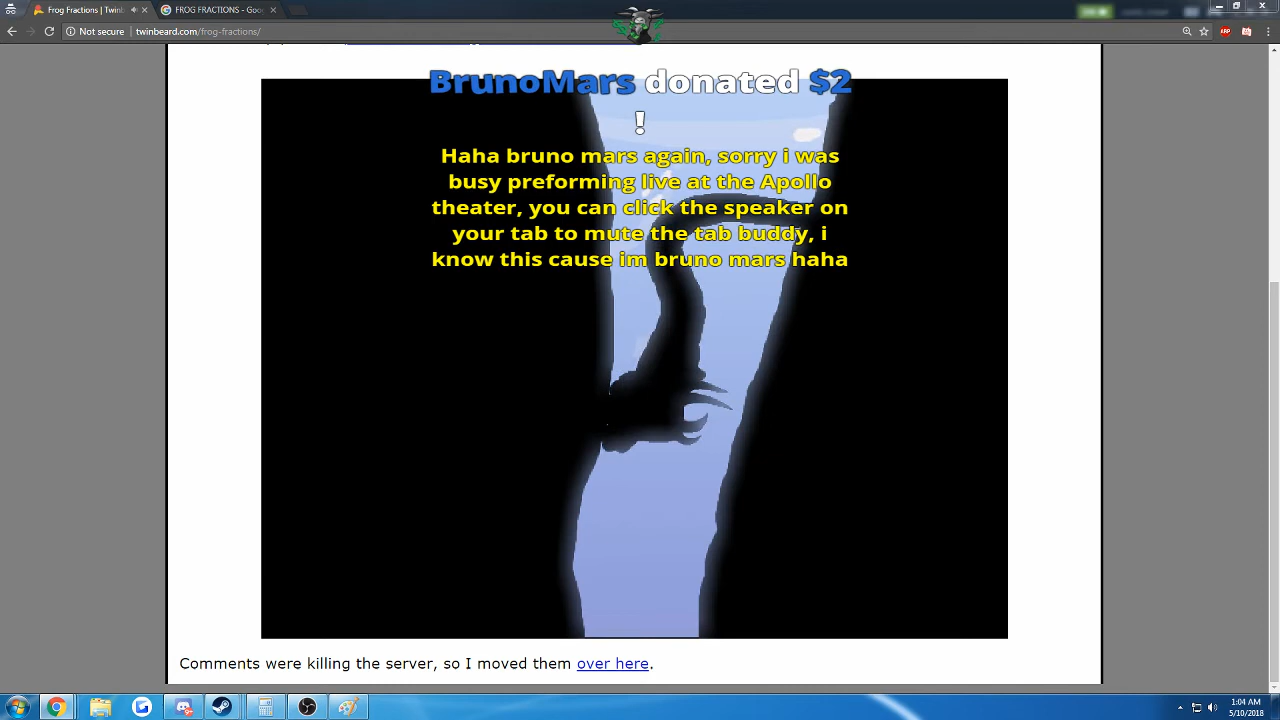 Frog Fractions | Twinb
FROG FRACTIONS - Goo
Not secure | twinbeard.com/frog-fractions/
ABP
BrunoMars donated $2
!
Haha bruno mars again, sorry i was
busy preforming live at the Apollo
theater, you can click the speaker on
your tab to mute the tab buddy, i
know this cause im bruno mars haha
Comments were killing the server, so I moved them over here.
1:04 AM
5/10/2018